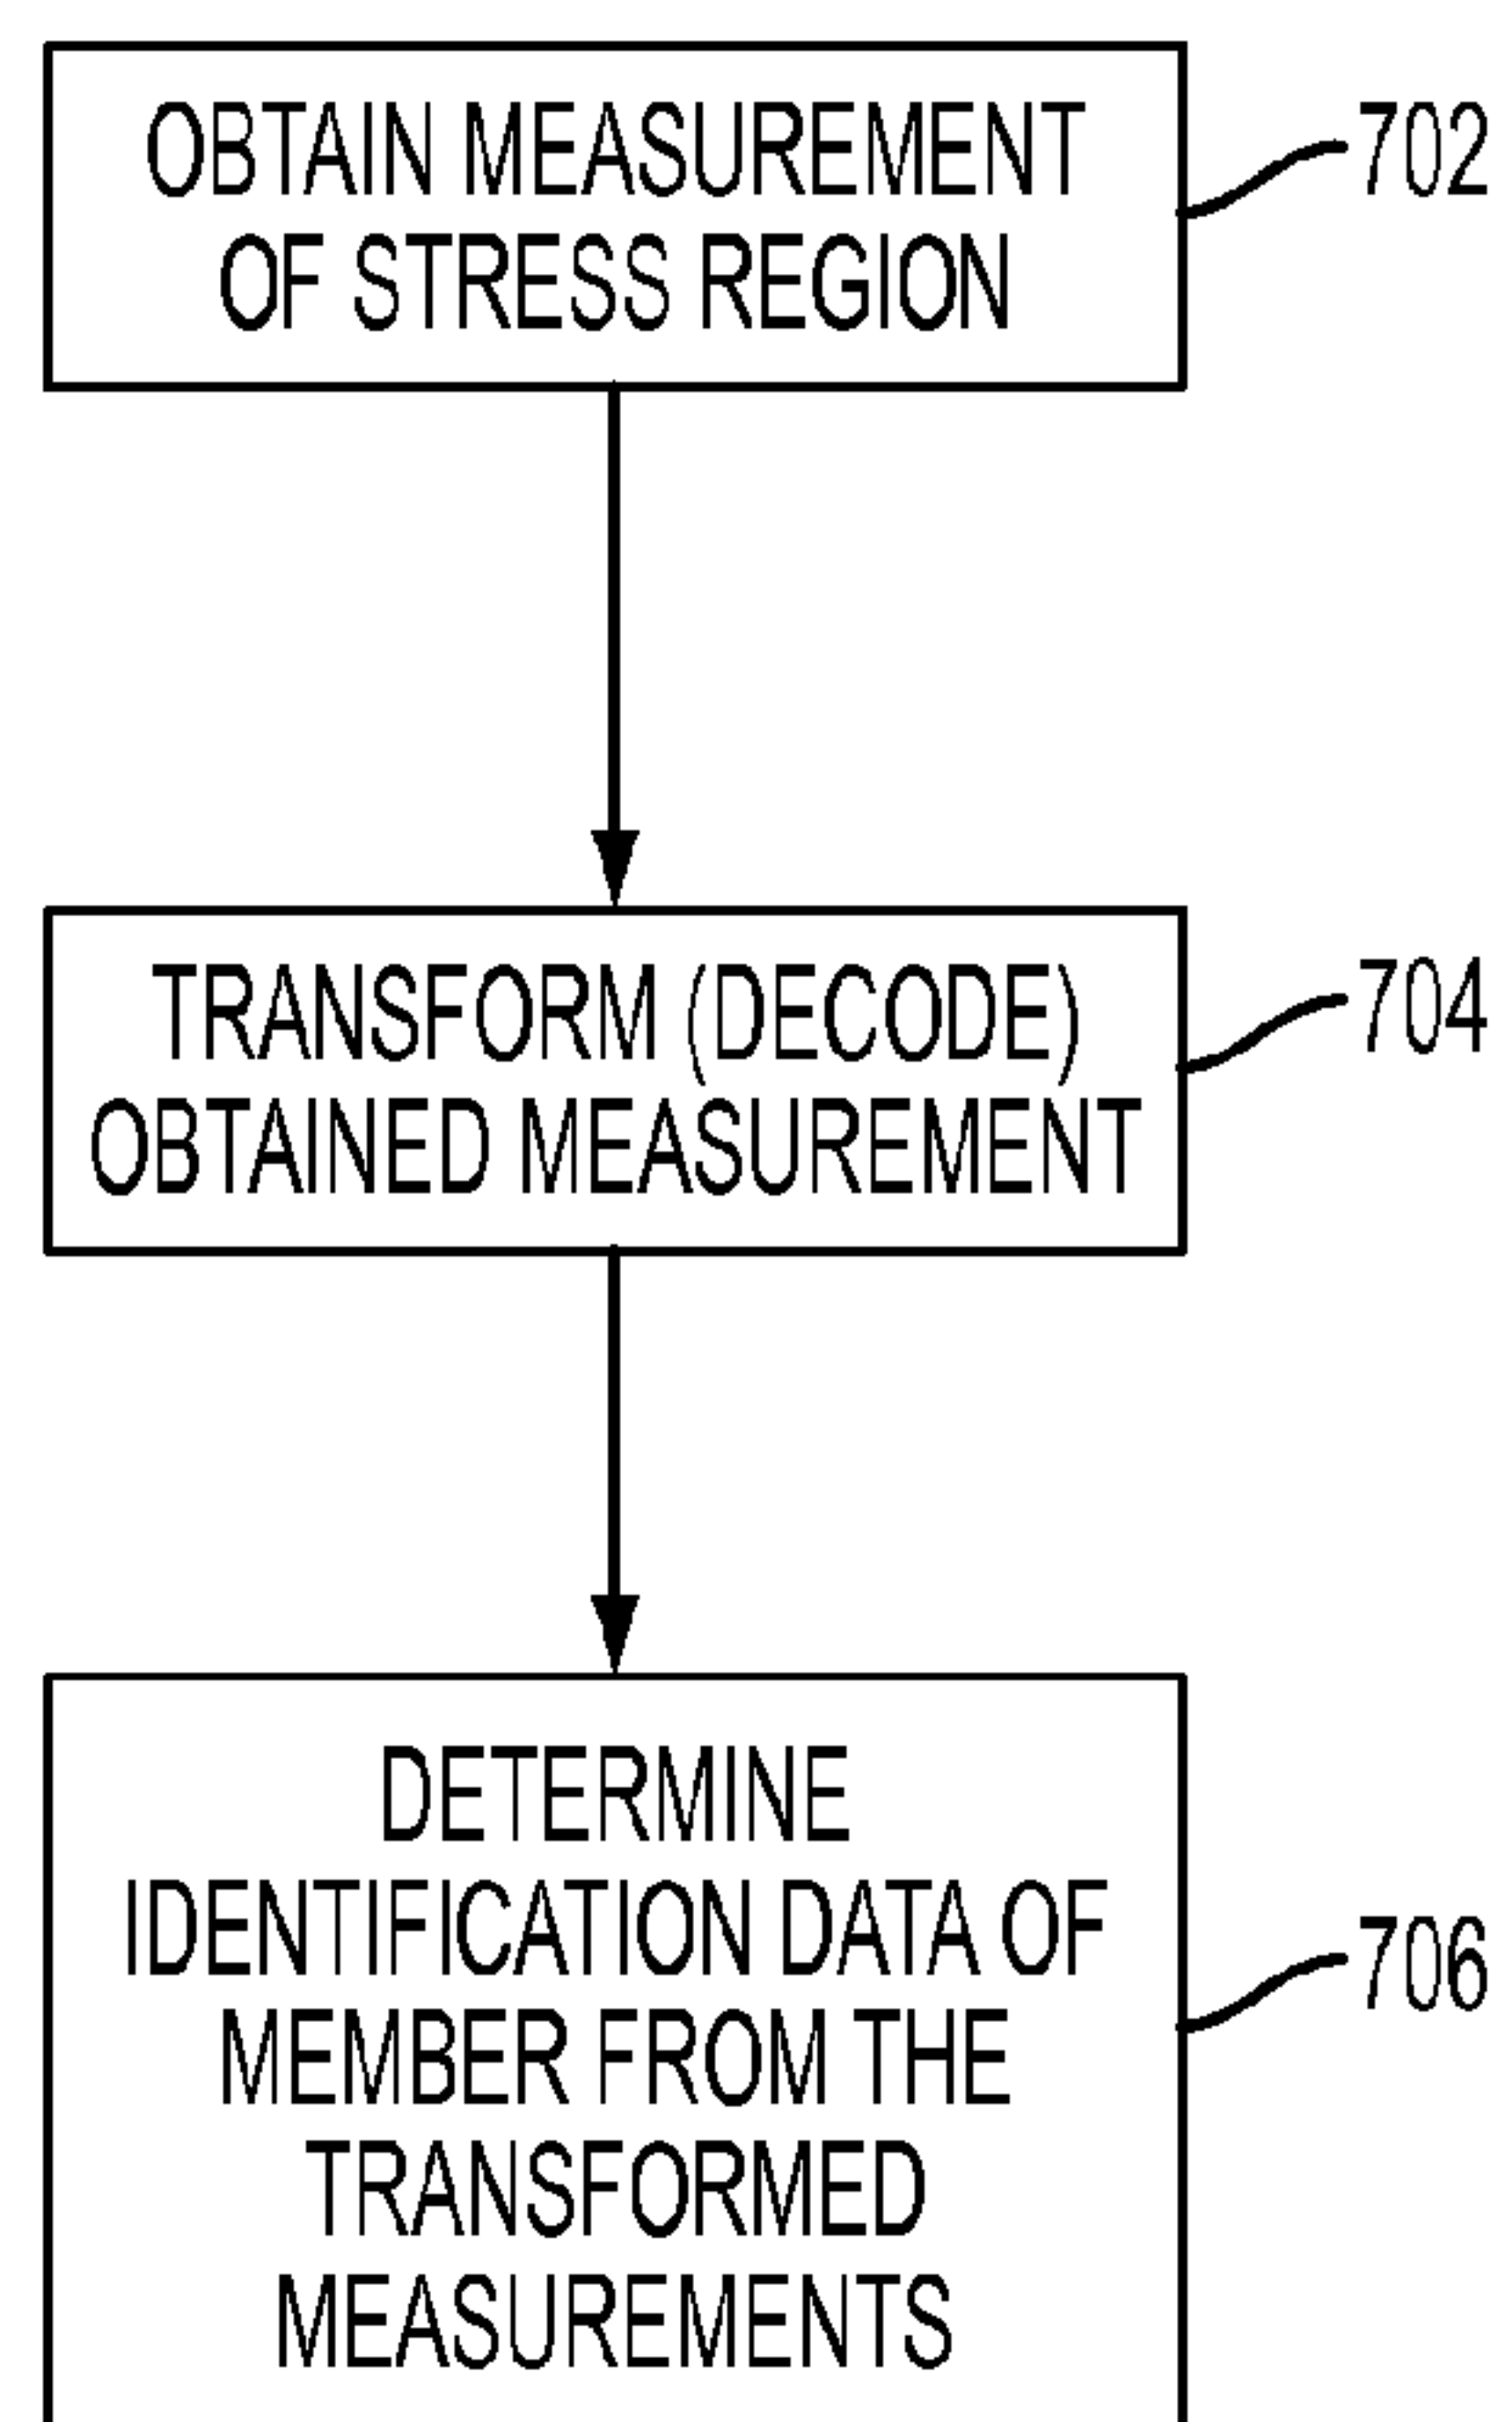 OBTAIN MEASUREMENT
OF STRESS REGION
702
TRANSFORM (DECODE)
OBTAINED MEASUREMENT
704
DETERMINE
IDENTIFICATION DATA OF
MEMBER FROM THE
TRANSFORMED
MEASUREMENTS
706